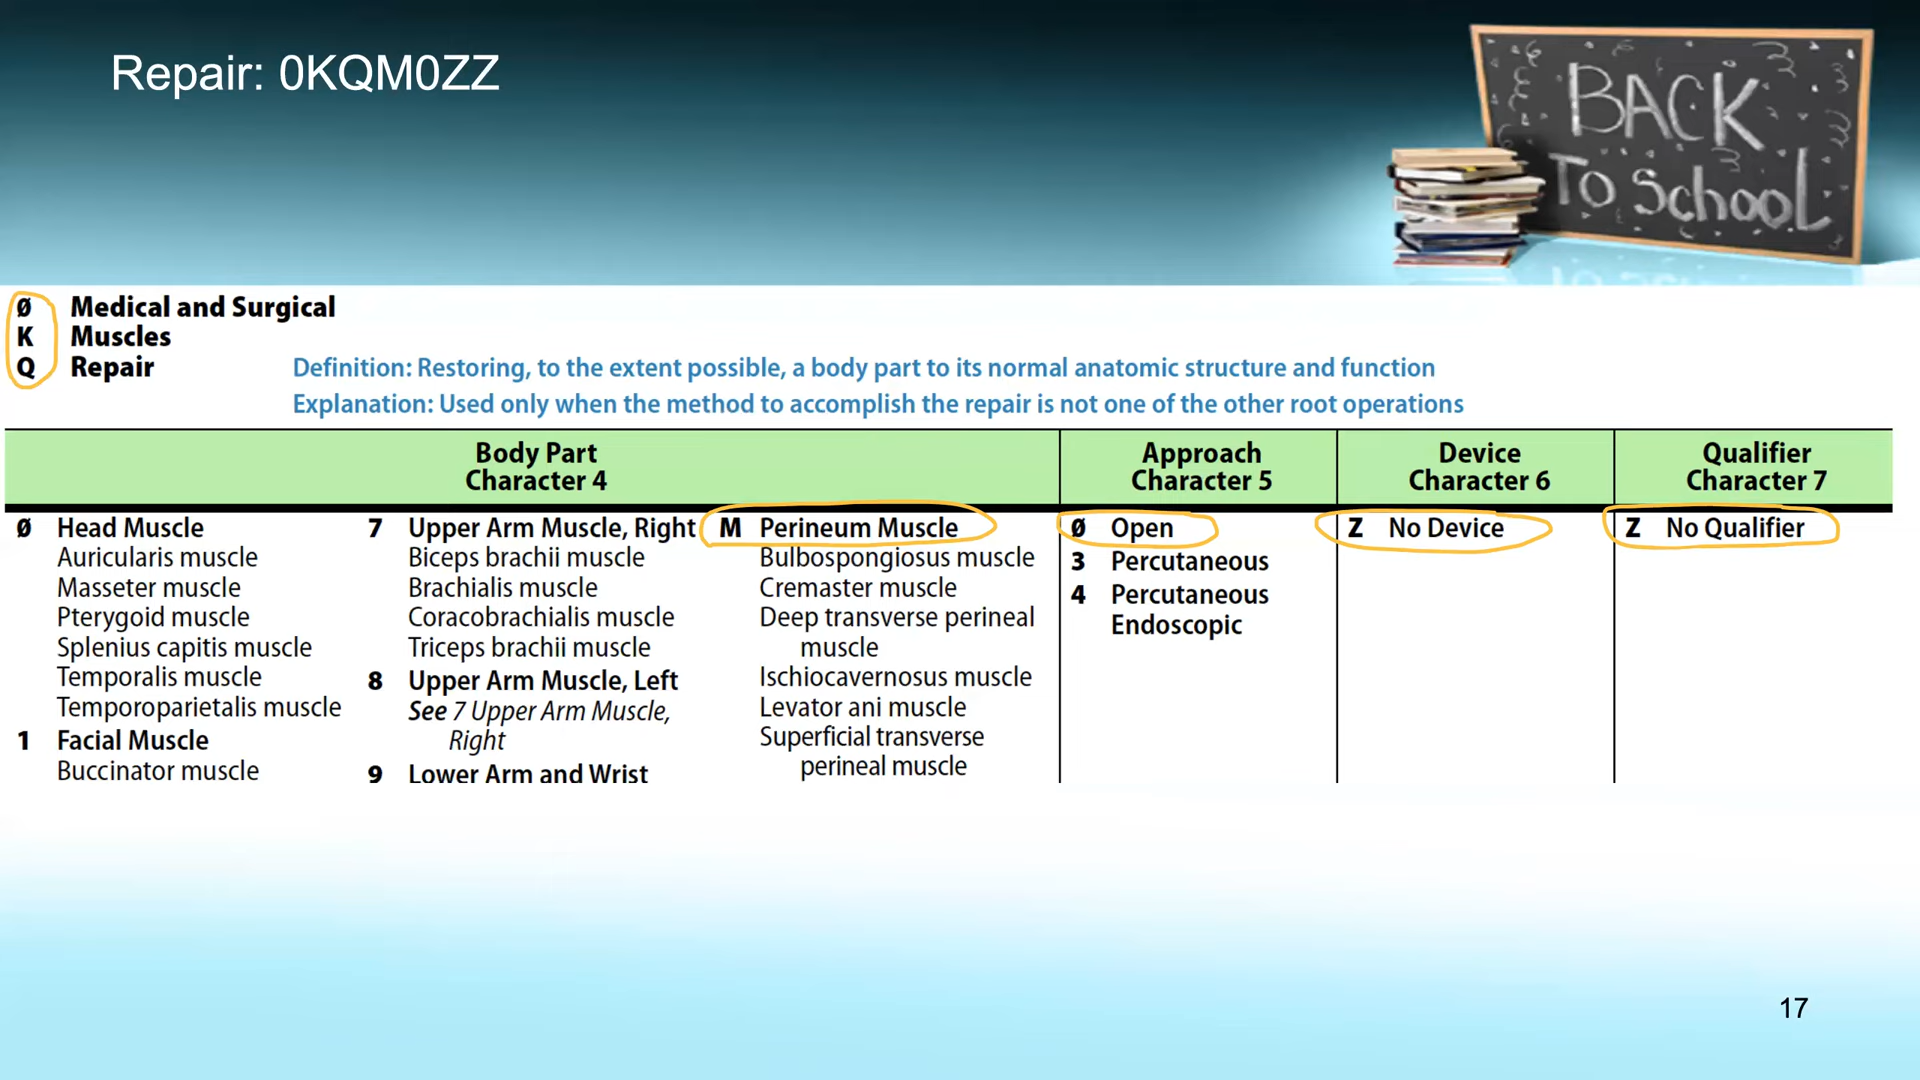 Repair: 0KQM0ZZ
BACK
To School
Ø Medical and Surgical
K Muscles
Q Repair Definition: Restoring, to the extent possible, a body part to its normal anatomic structure and function
Explanation: Used only when the method to accomplish the repair is not one of the other root operations
Body Part
Character 4
Approach
Character 5
Device
Character 6
Qualifier
Character 7
Ø Head Muscle
Auricularis muscle
Masseter muscle
Pterygoid muscle
Splenius capitis muscle
Temporalis muscle
Temporoparietalis muscle
1 Facial Muscle
Buccinator muscle
7 Upper Arm Muscle, Right
Biceps brachii muscle
Brachialis muscle
Coracobrachialis muscle
Triceps brachii muscle
8 Upper Arm Muscle, Left
See 7 Upper Arm Muscle,
Right
9 Lower Arm and Wrist
M Perineum Muscle
Bulbospongiosus muscle
Cremaster muscle
Deep transverse perineal
muscle
Ischiocavernosus muscle
Levator ani muscle
Superficial transverse
perineal muscle
Ø Open
3 Percutaneous
4 Percutaneous
Endoscopic
Z No Device
Z No Qualifier
17